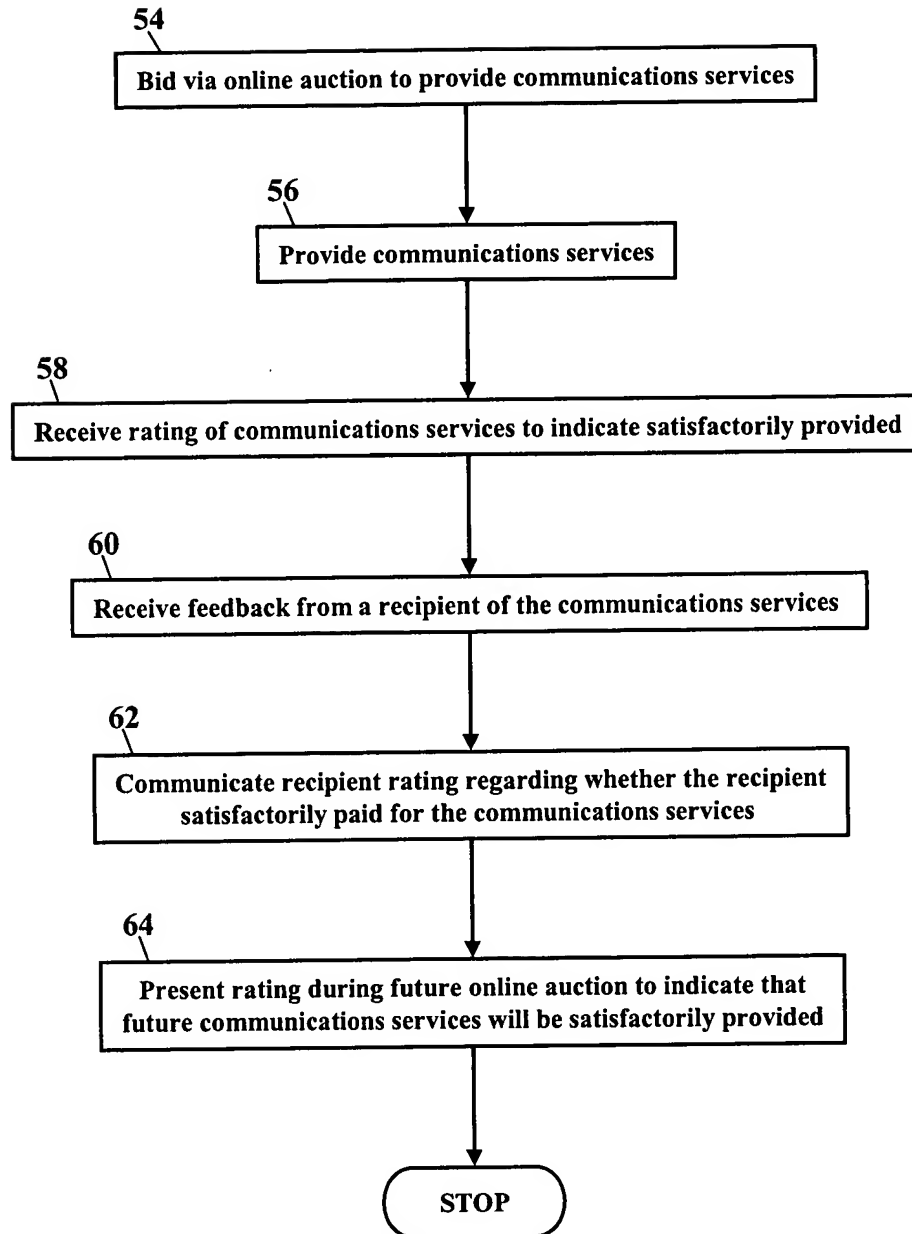 54
Bid via online auction to provide communications services
56
Provide communications services
58
Receive rating of communications services to indicate satisfactorily provided
60
Receive feedback from a recipient of the communications services
62
Communicate recipient rating regarding whether the recipient
satisfactorily paid for the communications services
64
Present rating during future online auction to indicate that
future communications services will be satisfactorily provided
STOP